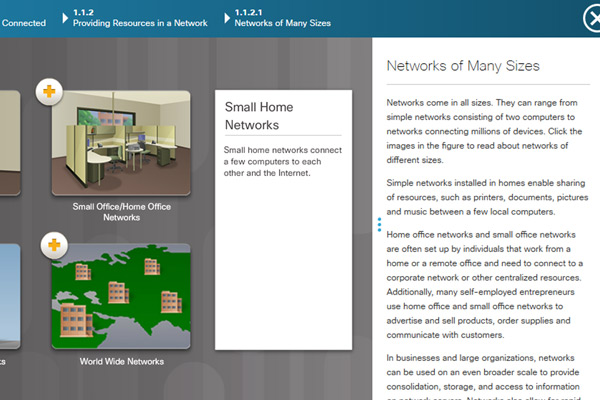 Connected
1.1.2
Providing Resources in a Network
1.1.2.1
Networks of Many Sizes
Small Office/Home Office
Networks
World Wide Networks
Small Home
Networks
Small home networks connect
a few computers to each
other and the Internet.
Networks of Many Sizes
Networks come in all sizes. They can range from
simple networks consisting of two computers to
networks connecting millions of devices. Click the
images in the figure to read about networks of
different sizes.
Simple networks installed in homes enable sharing
of resources, such as printers, documents, pictures
and music between a few local computers.
Home office networks and small office networks
are often set up by individuals that work from a
home or a remote office and need to connect to a
corporate network or other centralized resources.
Additionally, many self-employed entrepreneurs
use home office and small office networks to
advertise and sell products, order supplies and
communicate with customers.
In businesses and large organizations, networks
can be used on an even broader scale to provide
consolidation, storage, and access to information
on network servers. Networks also allow for rapid